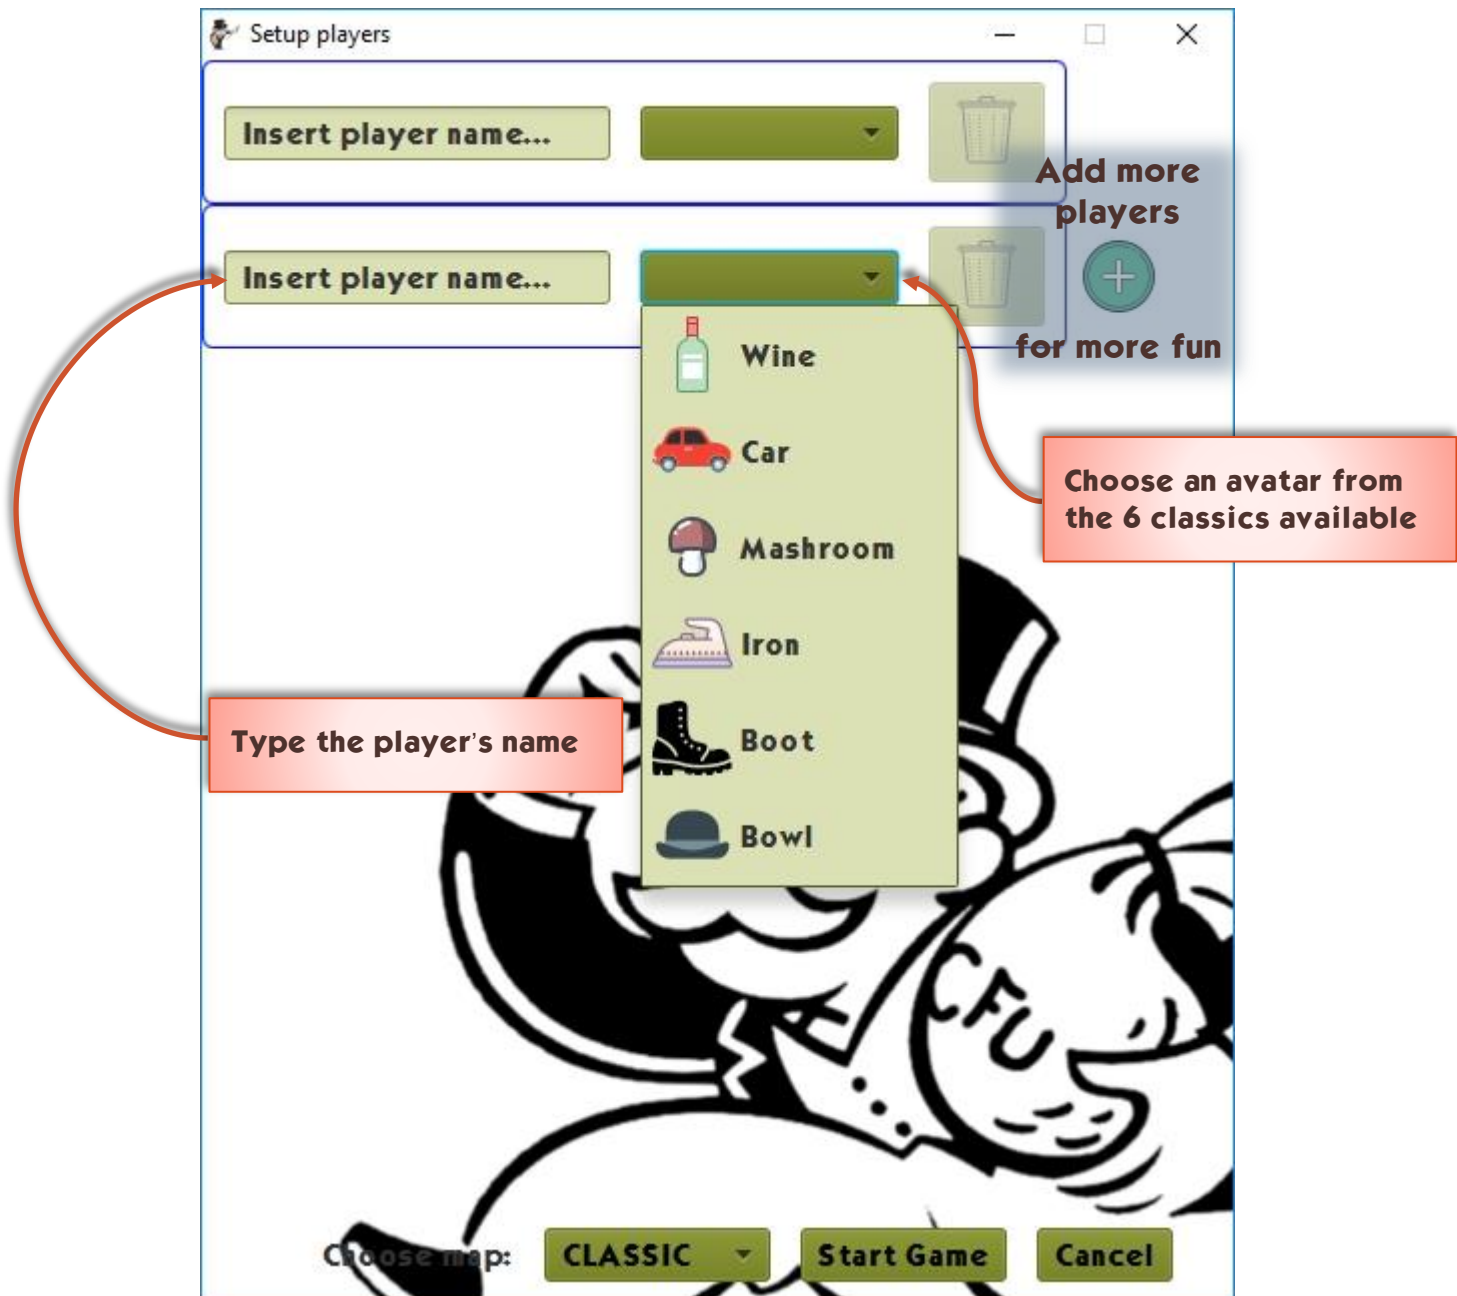 Setup players
Insert player name...
Add more
players
Insert player name...
for more fun
Wine
Car
Choose an avatar from
the 6 classics available
Mashroom
Iron
Type the player's name
Boot
Bowl
CFU
Choose map:
CLASSIC
Start Game
Cancel